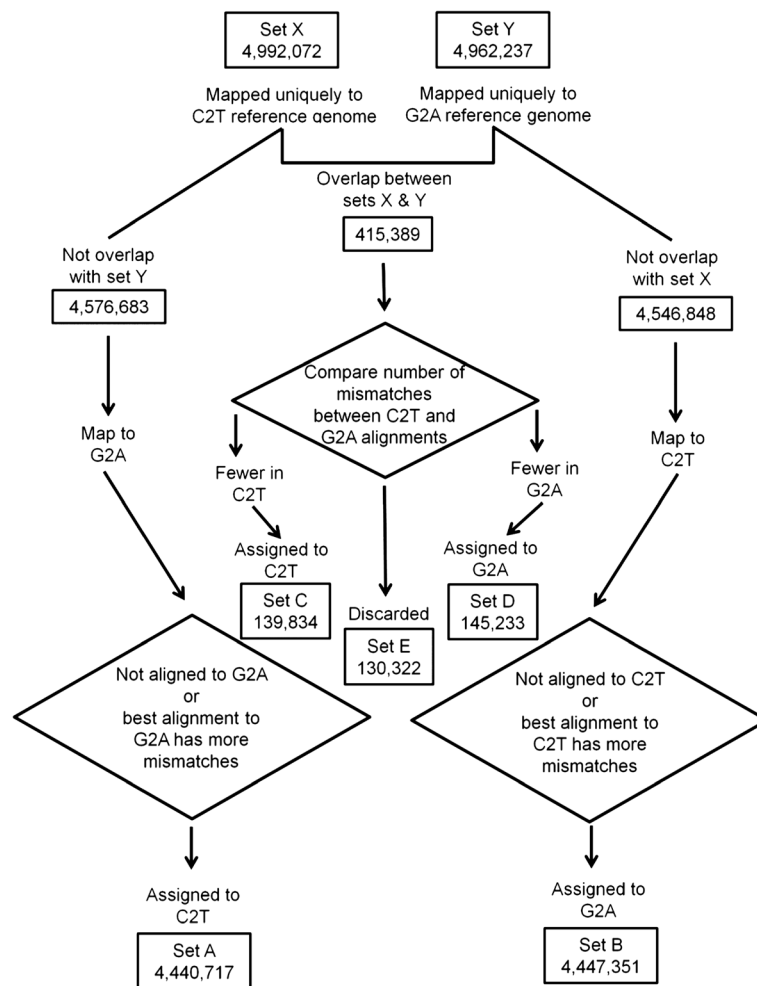 Set X
4,992,072
Set Y
4,962,237
Mapped uniquely to
C2T reference genome
Mapped uniquely to
G2A reference genome
Overlap between
sets X & Y
415,389
Not overlap
with set Y
4,576,683
Not overlap
with set X
4,546,848
Compare number of
mismatches
between C2T and
G2A alignments
Map to
G2A
Map to
C2T
Fewer in
C2T
Fewer in
G2A
Assigned to
C2T
Set C
139,834
Assigned to
G2A
Set D
145,233
Discarded
Set E
130,322
Not aligned to G2A
or
best alignment to
G2A has more
mismatches
Not aligned to C2T
or
best alignment to
C2T has more
mismatches
Assigned to
C2T
Set A
4,440,717
Assigned to
G2A
Set B
4,447,351